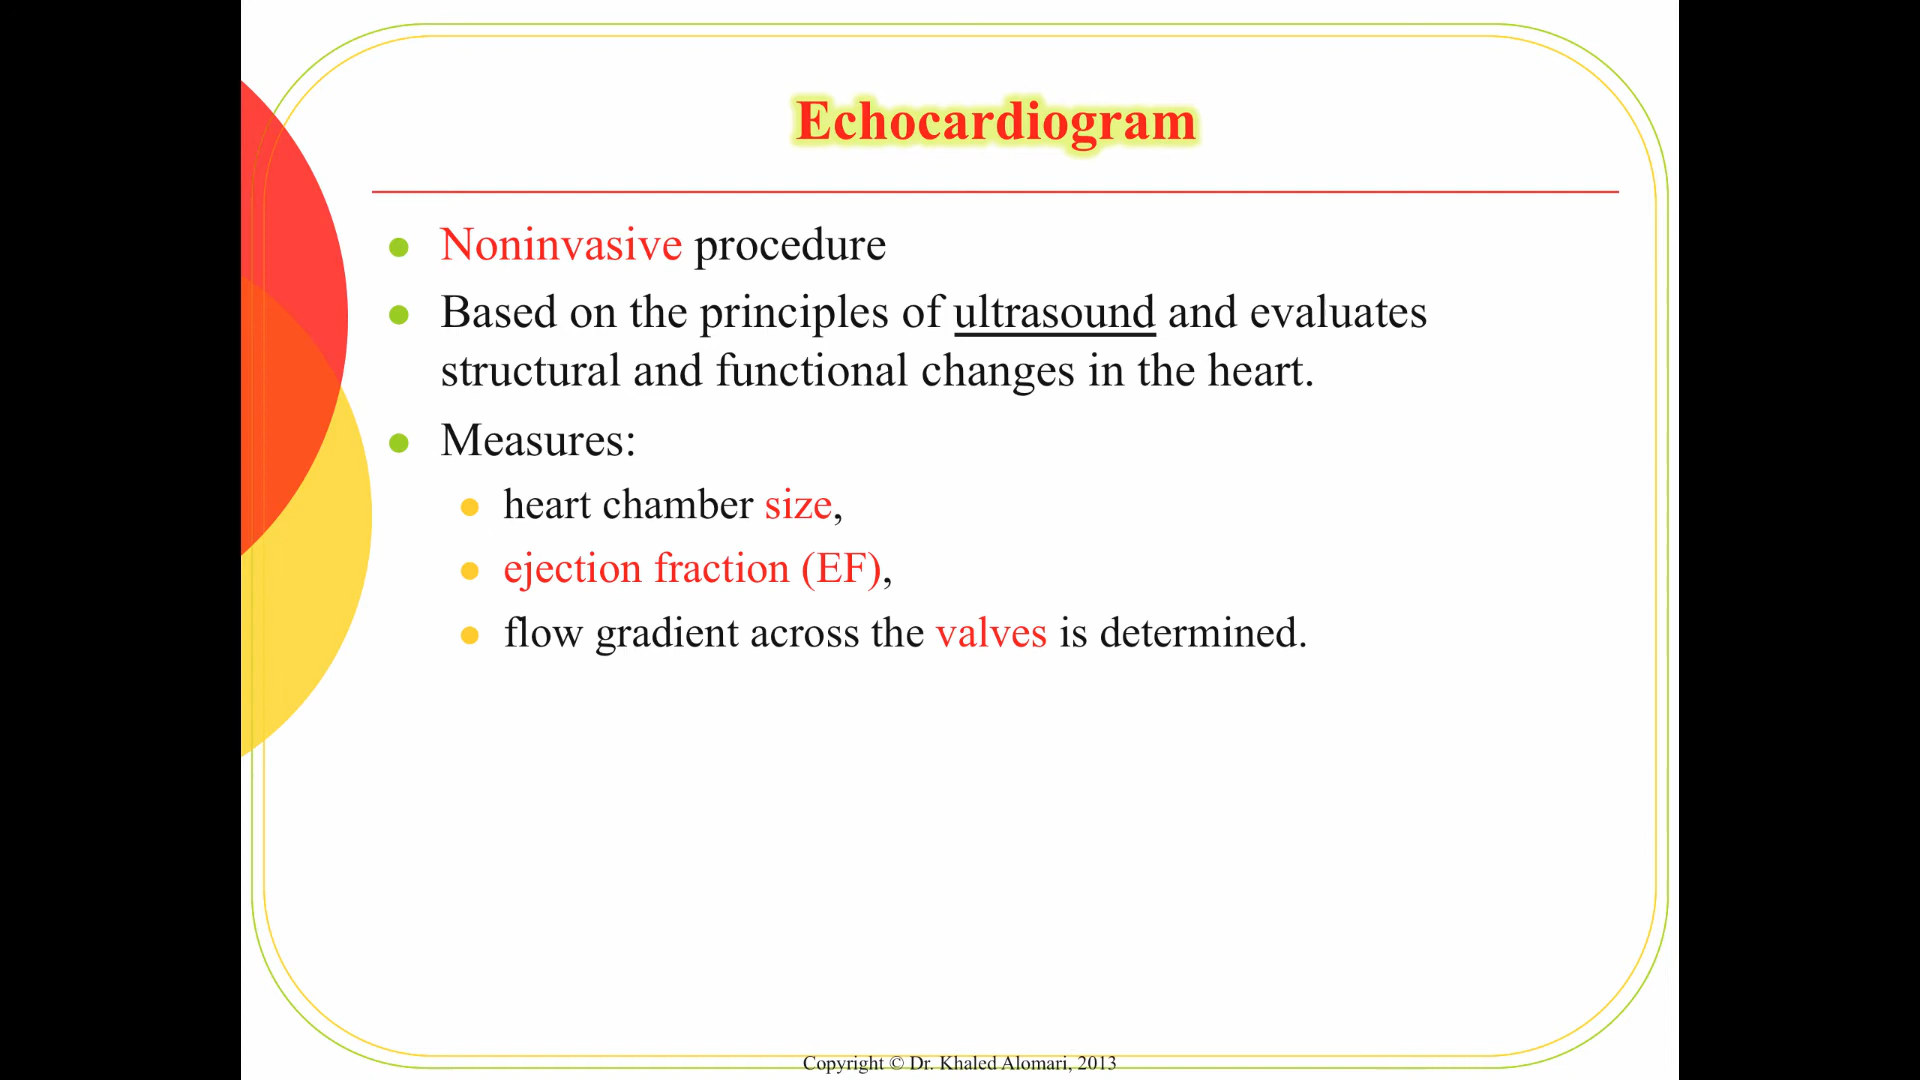 Echocardiogram
Noninvasive procedure
Based on the principles of ultrasound and evaluates
structural and functional changes in the heart.
Measures:
heart chamber size,
ejection fraction (EF),
flow gradient across the valves is determined.
Copyright © Dr. Khaled Alomari, 2013